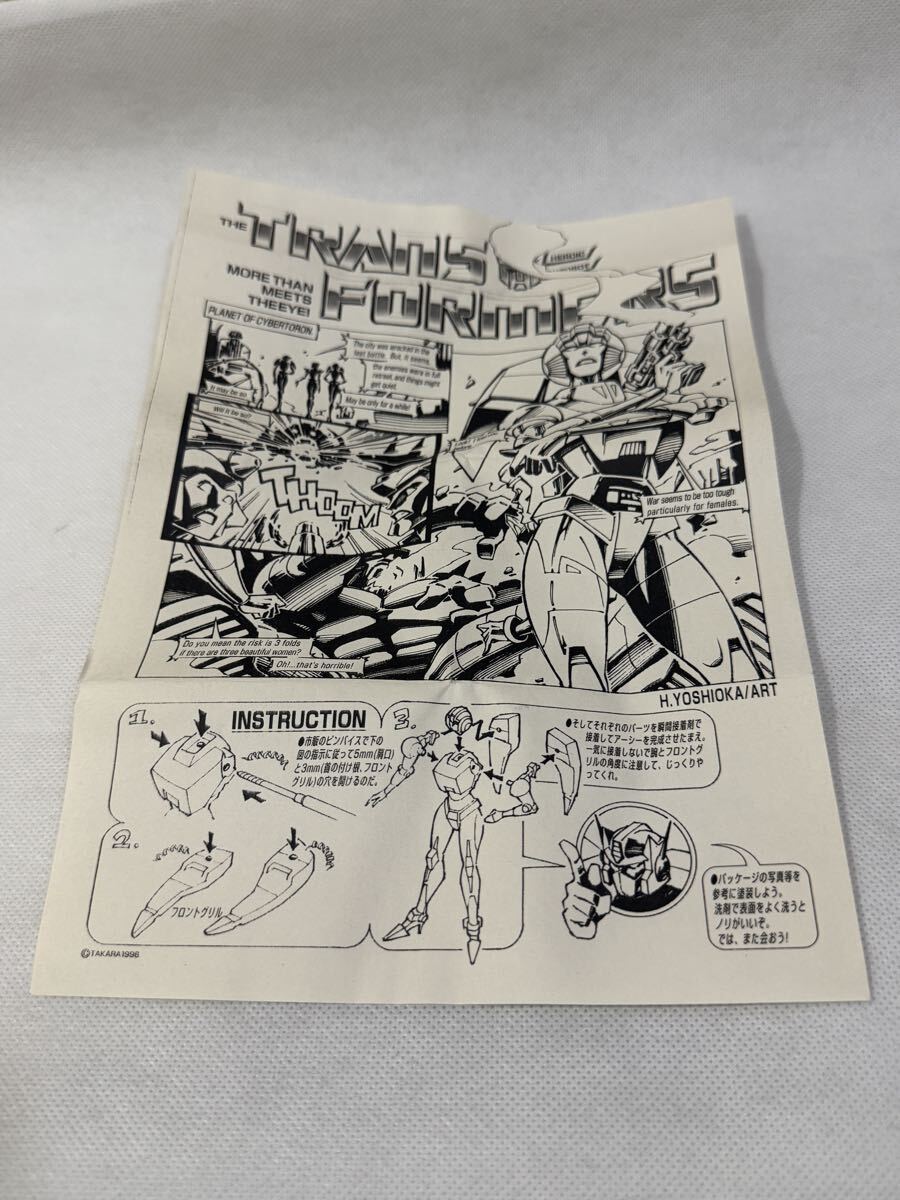 THE TRANS
FORMERS
HEROIC
MORE THAN
MEETS
THEEYE!
PLANET OF CYBERTORON.
The city was wracked in the
last bottle. But, it seems,
the enemies were in full
retreat, and things might
get quiet.
It may be so.
May be only for a while!
Will it be so?
THOOM
War seems to be too tough
particularly for females.
Do you mean the risk is 3 folds
if there are three beautiful women?
Oh!...that's horrible!
H.YOSHIOKA/ART
1.
INSTRUCTION
●市販のピンバイスで下の
図の指示に従って5mm(肩口)
と3mm(首の付け根、フロント
グリル)の穴を開けるのだ。
2.
フロントグリル
3.
●そしてそれぞれのパーツを瞬間接着剤で
接着してアーシーを完成させたまえ。
一気に接着しないで腕とフロントグ
リルの角度に注意して、じっくりや
ってくれ。
●パッケージの写真等を
参考に塗装しよう。
洗剤で表面をよく洗うと
ノリがいいぞ。
では、また会おう!
©TAKARA1996